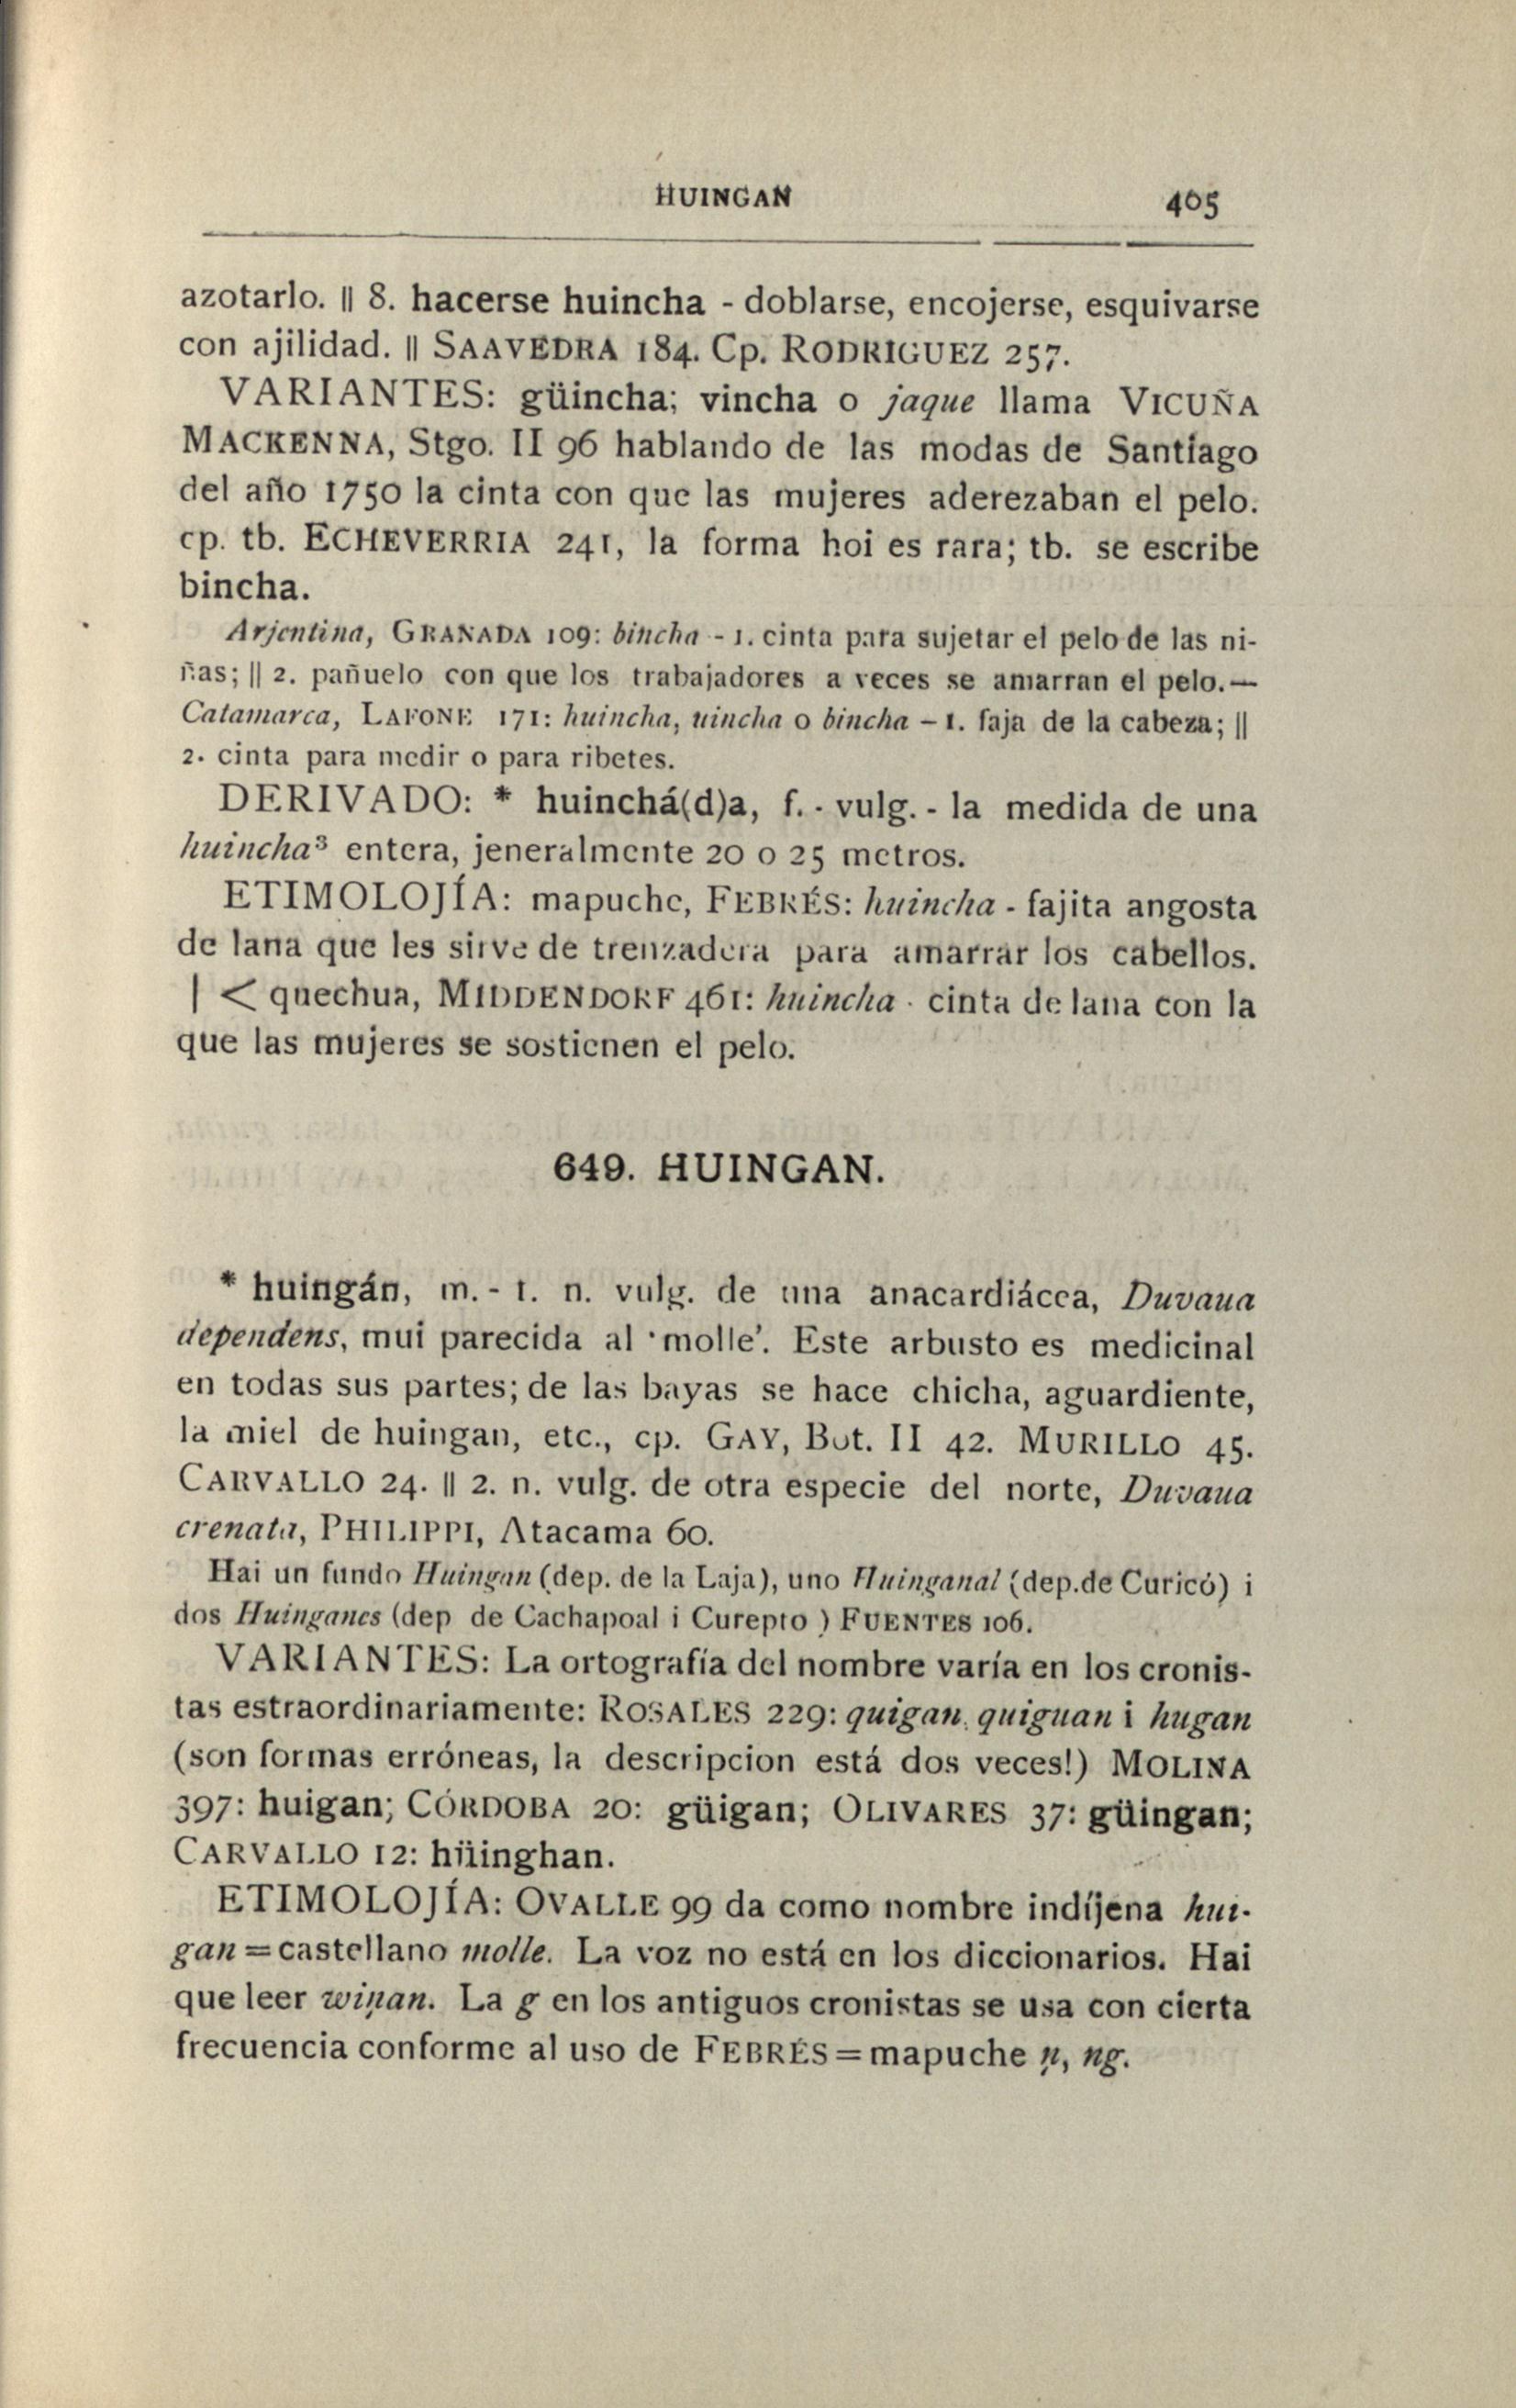 HUINGAN 405
azotarlo. || 8. hacerse huincha - doblarse, encojerse, esquivarse
con ajilidad. || SAAVEDRA 184. Cp. RODRIGUEZ 257.
VARIANTES: güincha; vincha o jaque llama VICUÑA
MACKENNA, Stgo. II 96 hablando de las modas de Santiago
del año 1750 la cinta con que las mujeres aderezaban el pelo.
cp. tb. ECHEVERRIA 241, la forma hoi es rara; tb. se escribe
bincha.
Arjentina, GRANADA 109: bincha - 1. cinta para sujetar el pelo de las ni-
ñas; || 2. pañuelo con que los trabajadores a veces se amarran el pelo.—
Catamarca, LAFONE 171: huincha, uincha o bincha – 1. faja de la cabeza; ||
2. cinta para medir o para ribetes.
DERIVADO: * huinchá(d)a, f. - vulg. - la medida de una
huincha³ entera, jeneralmente 20 o 25 metros.
ETIMOLOJÍA: mapuche, FEBRÉS: huincha - fajita angosta
de lana que les sirve de trenzadera para amarrar los cabellos.
| < quechua, MIDDENDORF 461: huincha · cinta de lana con la
que las mujeres se sostienen el pelo.
649. HUINGAN.
* huingán, m. - 1. n. vulg. de una anacardiácea, Duvaua
dependens, mui parecida al 'molle'. Este arbusto es medicinal
en todas sus partes; de las bayas se hace chicha, aguardiente,
la miel de huingan, etc., cp. GAY, Bot. II 42. MURILLO 45.
CARVALLO 24. || 2. n. vulg. de otra especie del norte, Duvaua
crenata, PHILIPPI, Atacama 60.
Hai un fundo Huingan (dep. de la Laja), uno Huinganal (dep. de Curicó) i
dos Huinganes (dep de Cachapoal i Curepto ) FUENTES 106.
VARIANTES: La ortografía del nombre varía en los cronis-
tas estraordinariamente: ROSALES 229: quigan, quiguan i hugan
(son formas erróneas, la descripcion está dos veces!) MOLINA
397: huigan; CÓRDOBA 20: güigan; OLIVARES 37: güingan;
CARVALLO 12: hüinghan.
ETIMOLOJÍA: OVALLE 99 da como nombre indíjena hui-
gan = castellano molle. La voz no está en los diccionarios. Hai
que leer wiṇan. La g en los antiguos cronistas se usa con cierta
frecuencia conforme al uso de FEBRÉS = mapuche ṇ, ng.